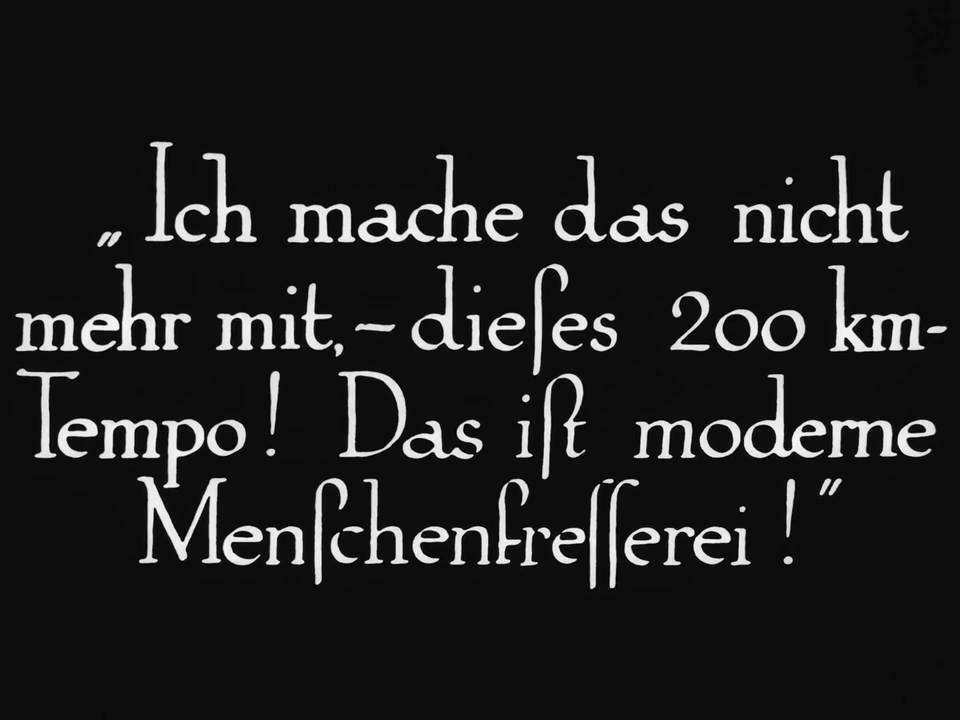 „Ich mache das nicht
mehr mit, – dieſes 200 km-
Tempo! Das iſt moderne
Menſchenfreſſerei!"